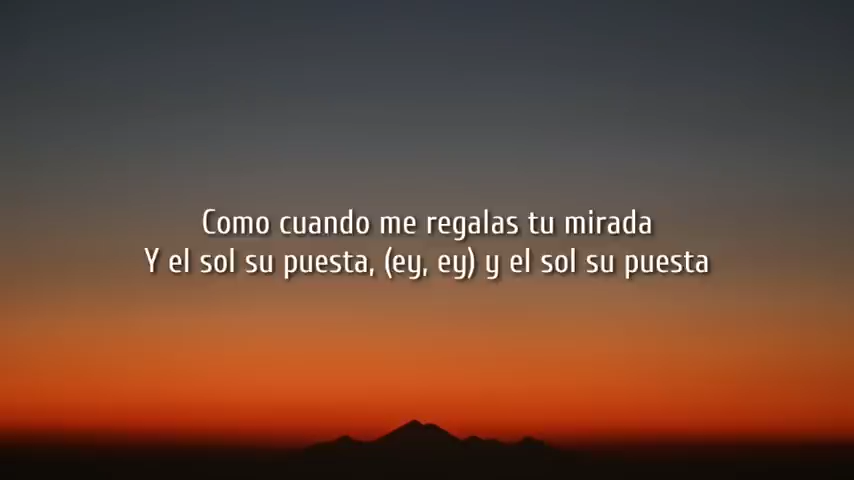 Como cuando me regalas tu mirada
Y el sol su puesta, (ey, ey) y el sol su puesta